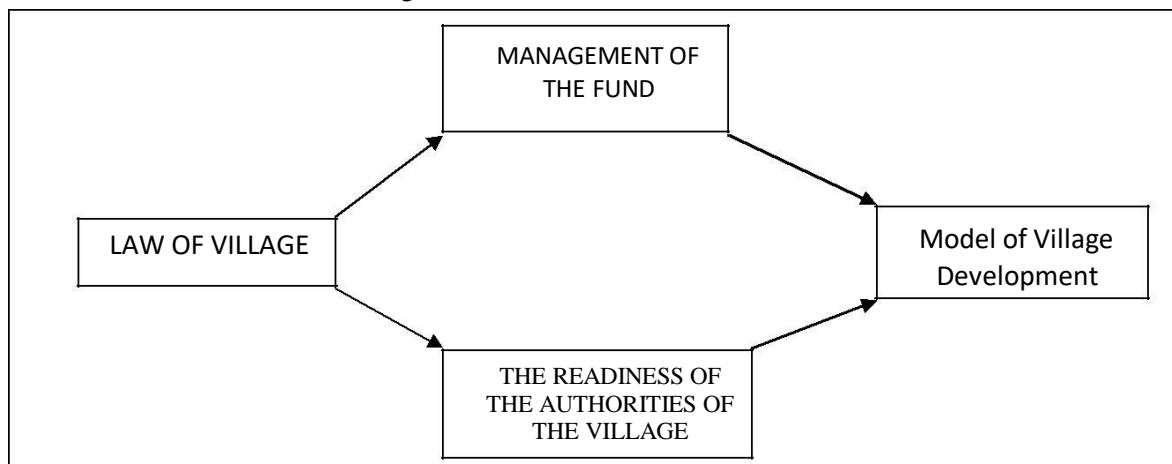 MANAGEMENT OF
THE FUND
LAW OF VILLAGE
Model of Village
Development
THE READINESS OF
THE AUTHORITIES OF
THE VILLAGE